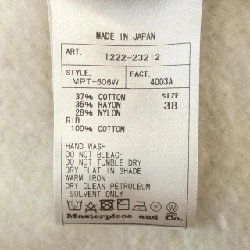 MADE IN JAPAN
ART. 1222-23212
STYLE. FACT. SIZE
MPT-506W 4003A 38
37% COTTON
35% RAYON
28% NYLON
RIB
100% COTTON
HAND WASH
DO NOT BLEACH
DO NOT TUMBLE DRY
DRY FLAT IN SHADE
WARM IRON
DRY CLEAN PETROLEUM
SOLVENT ONLY
Masterpiece and Co.